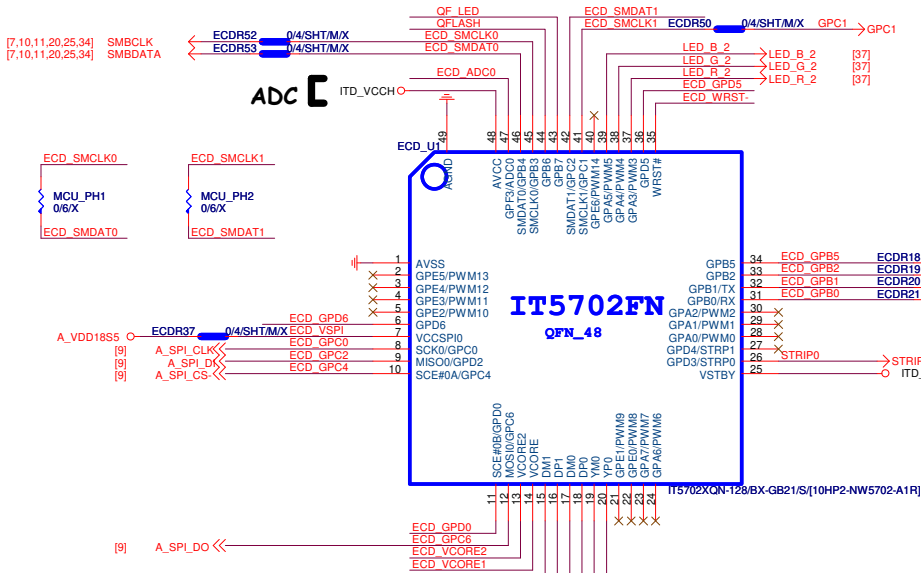 QF_LED
QFLASH
ECD_SMDAT1
ECD_SMCLK1
ECDR50
0/4/SHT/M/X
GPC1
GPC1
[7,10,11,20,25,34]
SMBCLK
ECDR52
0/4/SHT/M/X
ECD_SMCLK0
[7,10,11,20,25,34]
SMBDATA
ECDR53
0/4/SHT/M/X
ECD_SMDAT0
LED_B_2
LED_B_2
[37]
LED_G_2
LED_G_2
[37]
LED_R_2
LED_R_2
[37]
ECD_ADC0
ECD_GPD5
ECD_WRST-
ADC
ITD_VCCH
49
48
47
46
45
44
43
42
41
40
39
38
37
36
35
ECD_U1
AGND
AVCC
GPF3/ADC0
SMDAT0/GPB4
SMCLK0/GPB3
GPB6
GPB7
SMDAT1/GPC2
SMCLK1/GPC1
GPE6/PWM14
GPA5/PWM5
GPA4/PWM4
GPA3/PWM3
GPD5
WRST#
ECD_SMCLK0
MCU_PH1
0/6/X
ECD_SMDAT0
ECD_SMCLK1
MCU_PH2
0/6/X
ECD_SMDAT1
1 AVSS
2 GPE5/PWM13
3 GPE4/PWM12
4 GPE3/PWM11
5 GPE2/PWM10
ECD_GPD6 6 GPD6
A_VDD18S5 ECDR37 0/4/SHT/M/X ECD_VSPI 7 VCCSPI0
[9] A_SPI_CLK ECD_GPC0 8 SCK0/GPC0
[9] ECD_GPC2 9 MISO0/GPD2
[9] A_SPI_CS- ECD_GPC4 10 SCE#0A/GPC4
IT5702FN
QFN_48
GPB5 34 ECD_GPB5 ECDR18
GPB2 33 ECD_GPB2 ECDR19
GPB1/TX 32 ECD_GPB1 ECDR20
GPB0/RX 31 ECD_GPB0 ECDR21
GPA2/PWM2 30
GPA1/PWM1 29
GPA0/PWM0 28
GPD4/STRP1 27
GPD3/STRP0 26 STRIP0 STRIP
VSTBY 25 ITD_
SCE#0B/GPD0
MOSI0/GPC6
VCORE2
VCORE
DM1
DP1
DM0
DP0
YM0
YP0
GPE1/PWM9
GPE0/PWM8
GPA7/PWM7
GPA6/PWM6
11
12
13
14
15
16
17
18
19
20
21
22
23
24
IT5702XQN-128/BX-GB21/S/[10HP2-NW5702-A1R]
ECD_GPD0
[9] A_SPI_DO ECD_GPC6
ECD_VCORE2
ECD_VCORE1